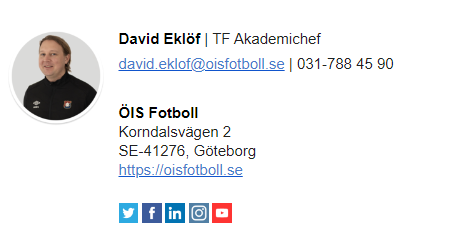 David Eklöf | TF Akademichef
david.eklof@oisfotboll.se | 031-788 45 90
ÖIS Fotboll
Korndalsvägen 2
SE-41276, Göteborg
https://oisfotboll.se